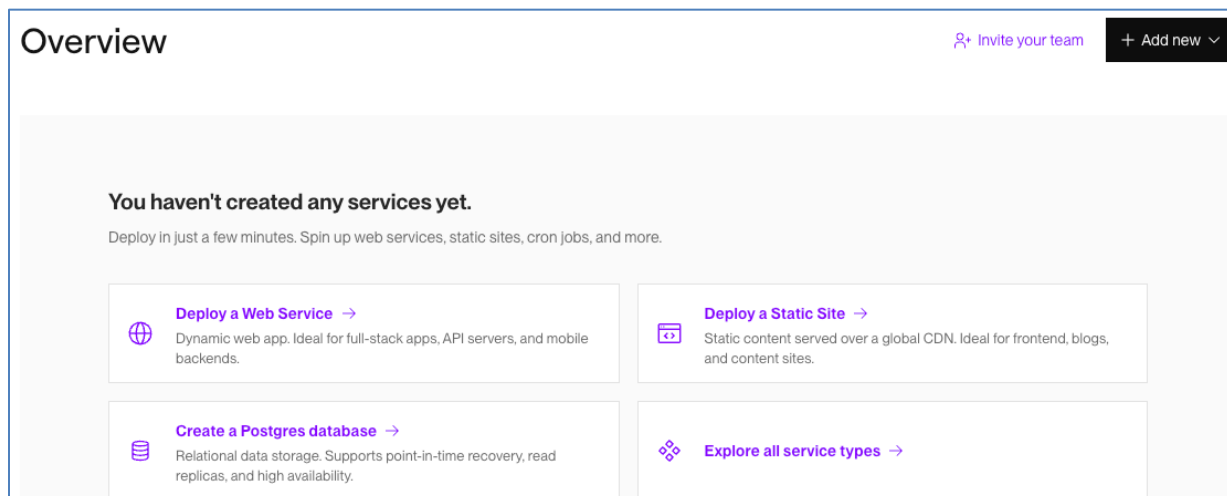 Overview
Invite your team
+ Add new
You haven't created any services yet.
Deploy in just a few minutes. Spin up web services, static sites, cron jobs, and more.
Deploy a Web Service →
Dynamic web app. Ideal for full-stack apps, API servers, and mobile
backends.
Deploy a Static Site →
Static content served over a global CDN. Ideal for frontend, blogs,
and content sites.
Create a Postgres database →
Relational data storage. Supports point-in-time recovery, read
replicas, and high availability.
Explore all service types →